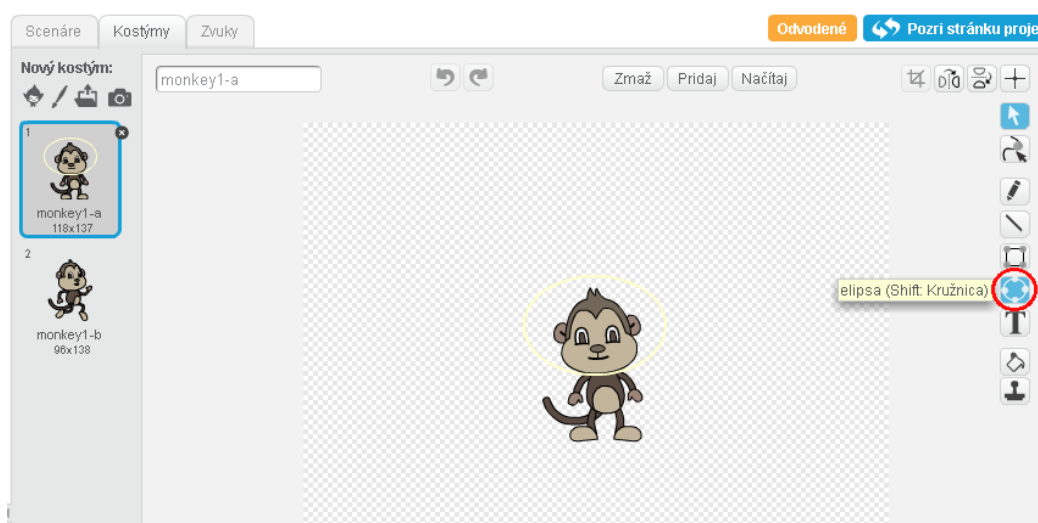 Scenáre Kostýmy Zvuky Odvodené Pozri stránku proje
Nový kostým: monkey1-a Zmaž Pridaj Načítaj
1
monkey1-a
118x137
2
elipsa (Shift: Kružnica)
T
monkey1-b
96x138